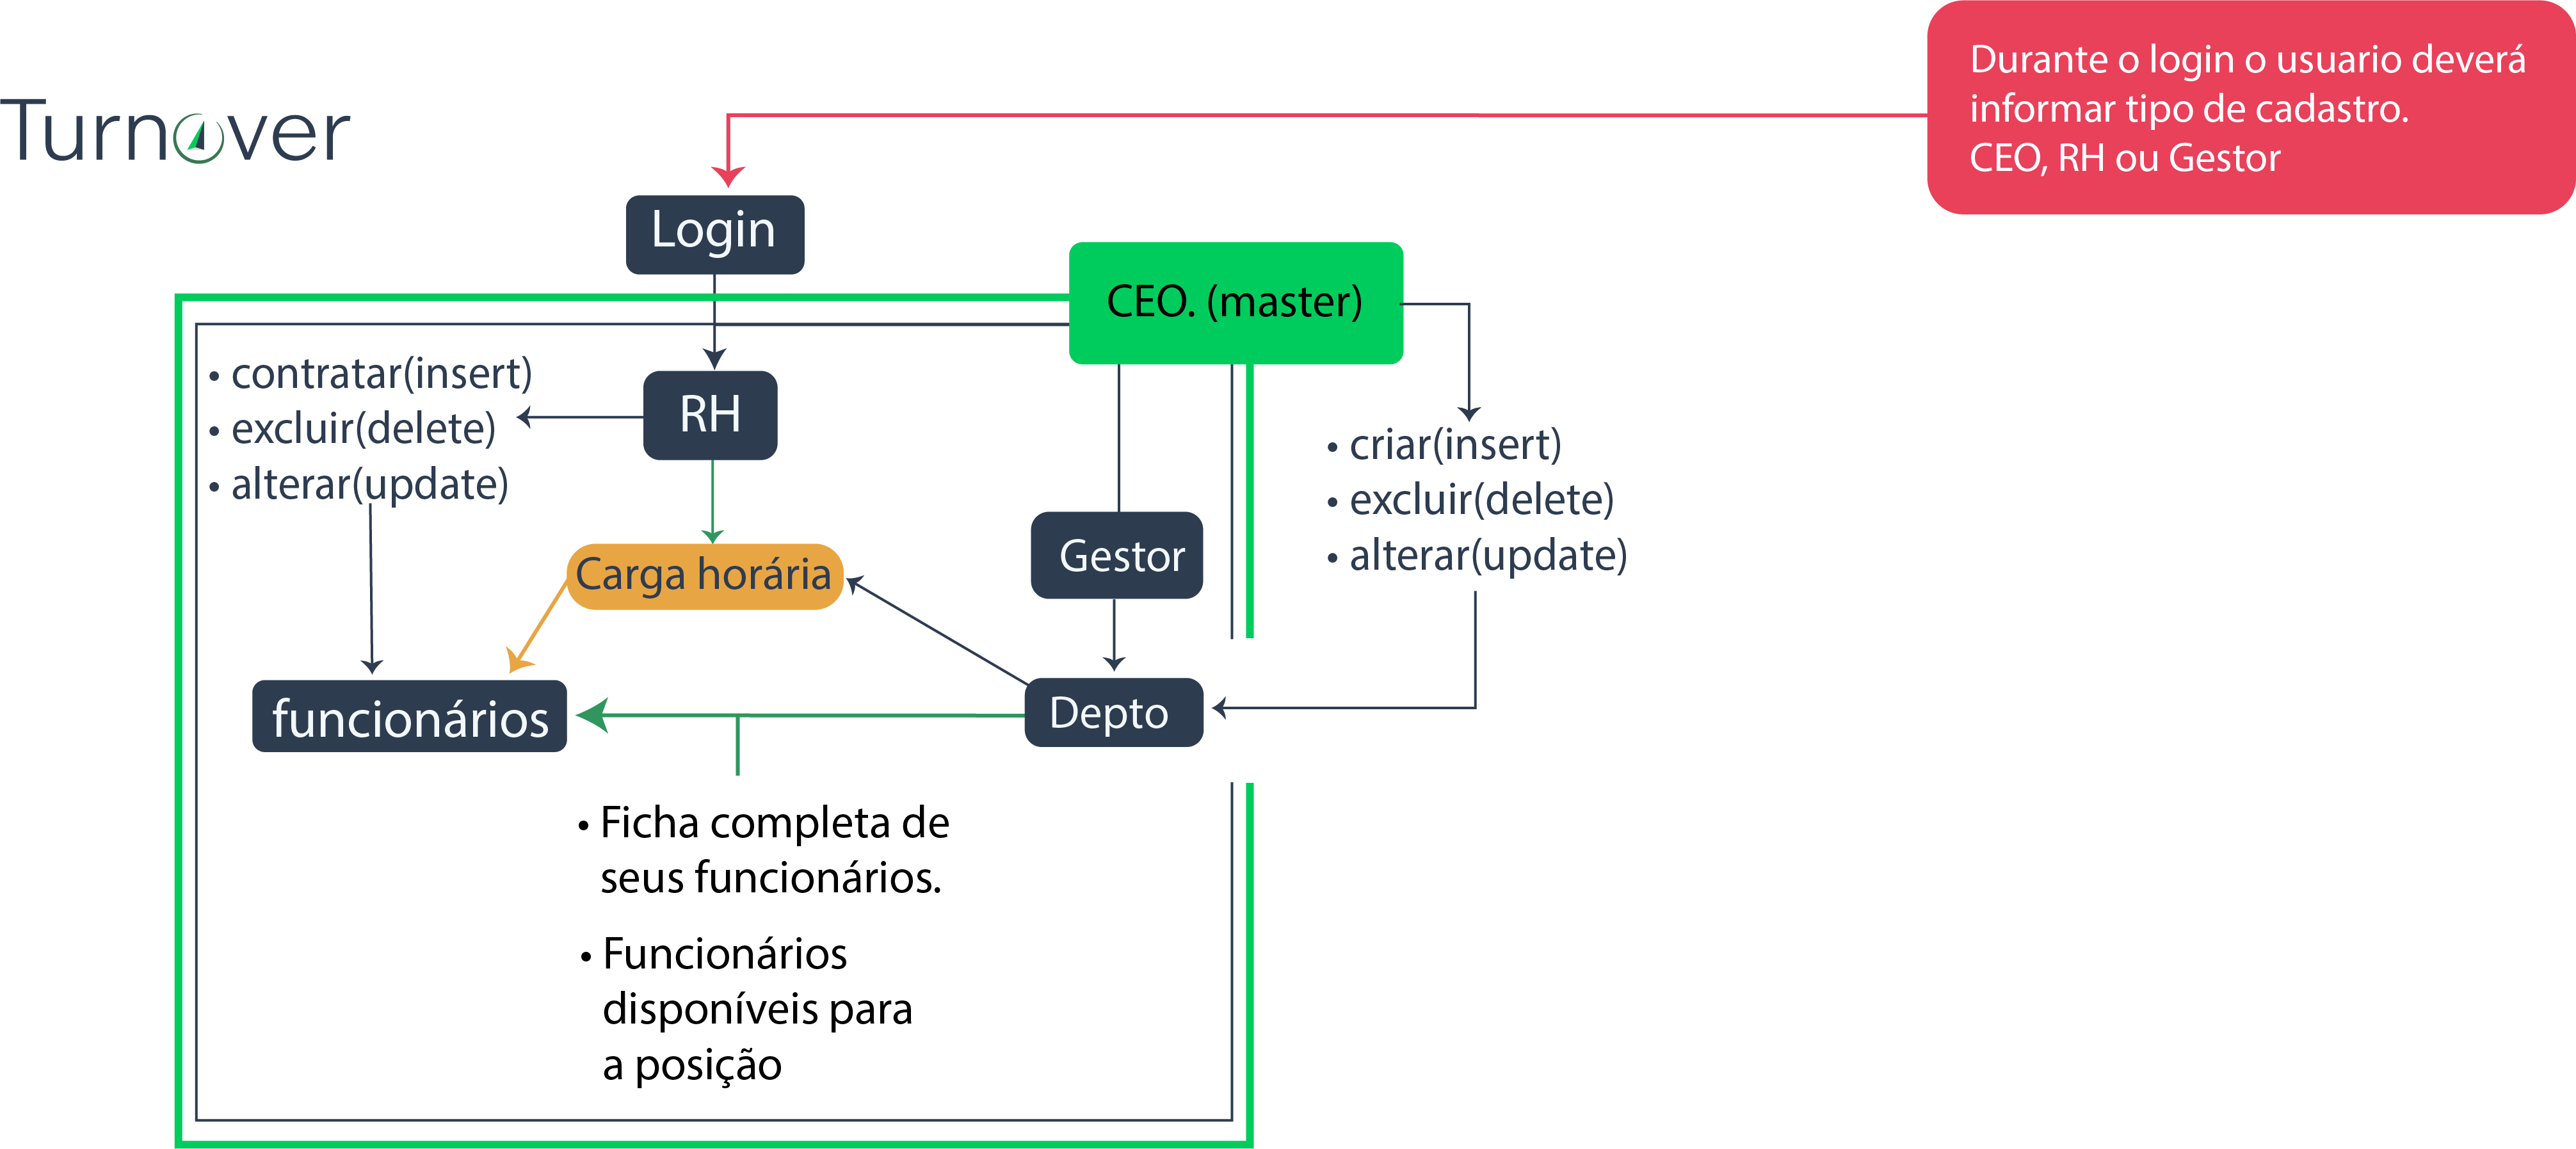 Durante o login o usuario deverá
informar tipo de cadastro.
CEO, RH ou Gestor
Turnover
Login
CEO. (master)
• contratar(insert)
• excluir(delete)
• alterar(update)
RH
• criar(insert)
• excluir(delete)
• alterar(update)
Gestor
Carga horária
funcionários
Depto
• Ficha completa de
seus funcionários.
• Funcionários
disponíveis para
a posição